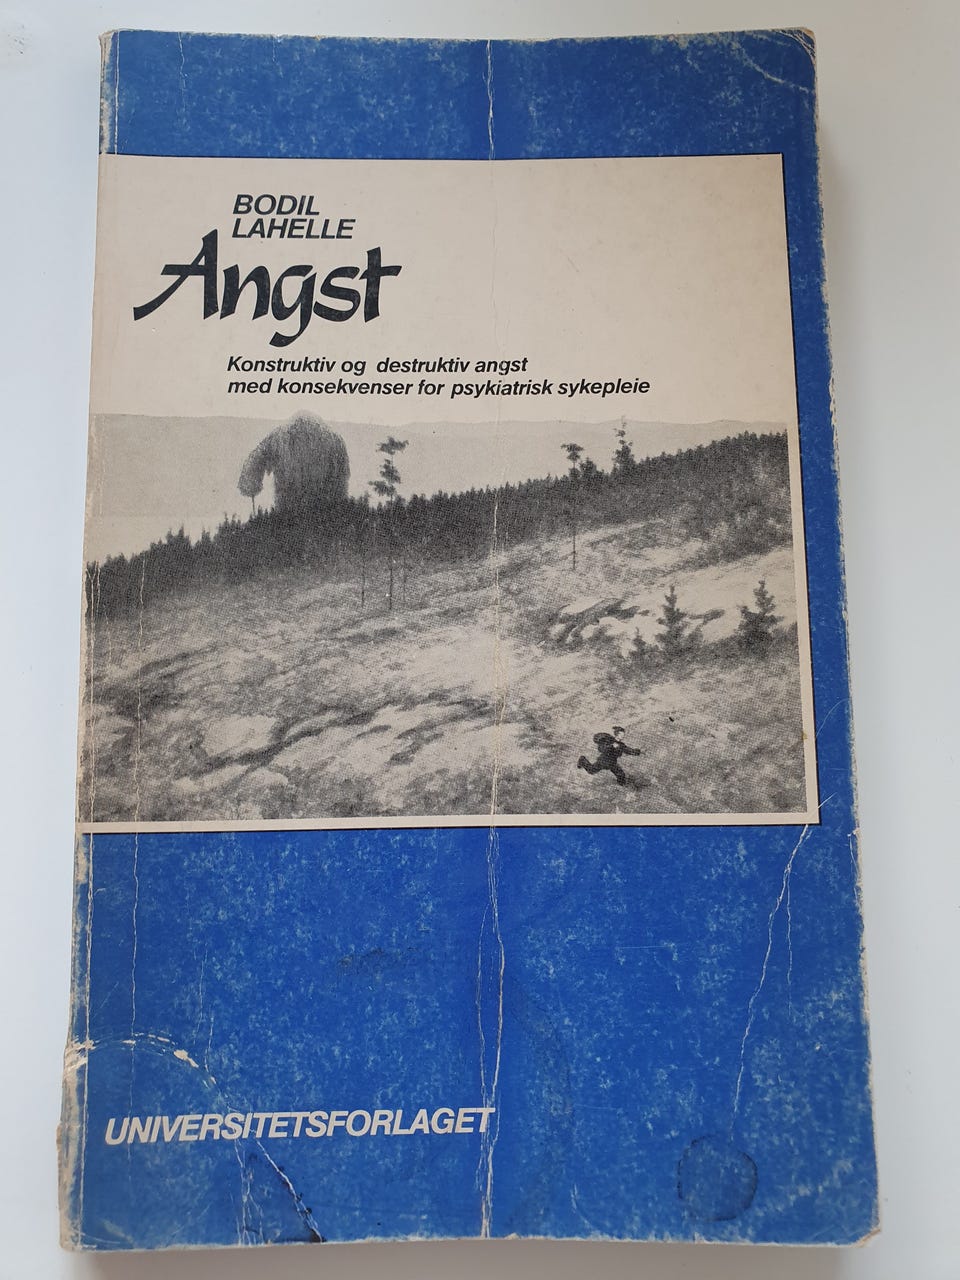 BODIL
LAHELLE
Angst
Konstruktiv og destruktiv angst
med konsekvenser for psykiatrisk sykepleie
UNIVERSITETSFORLAGET